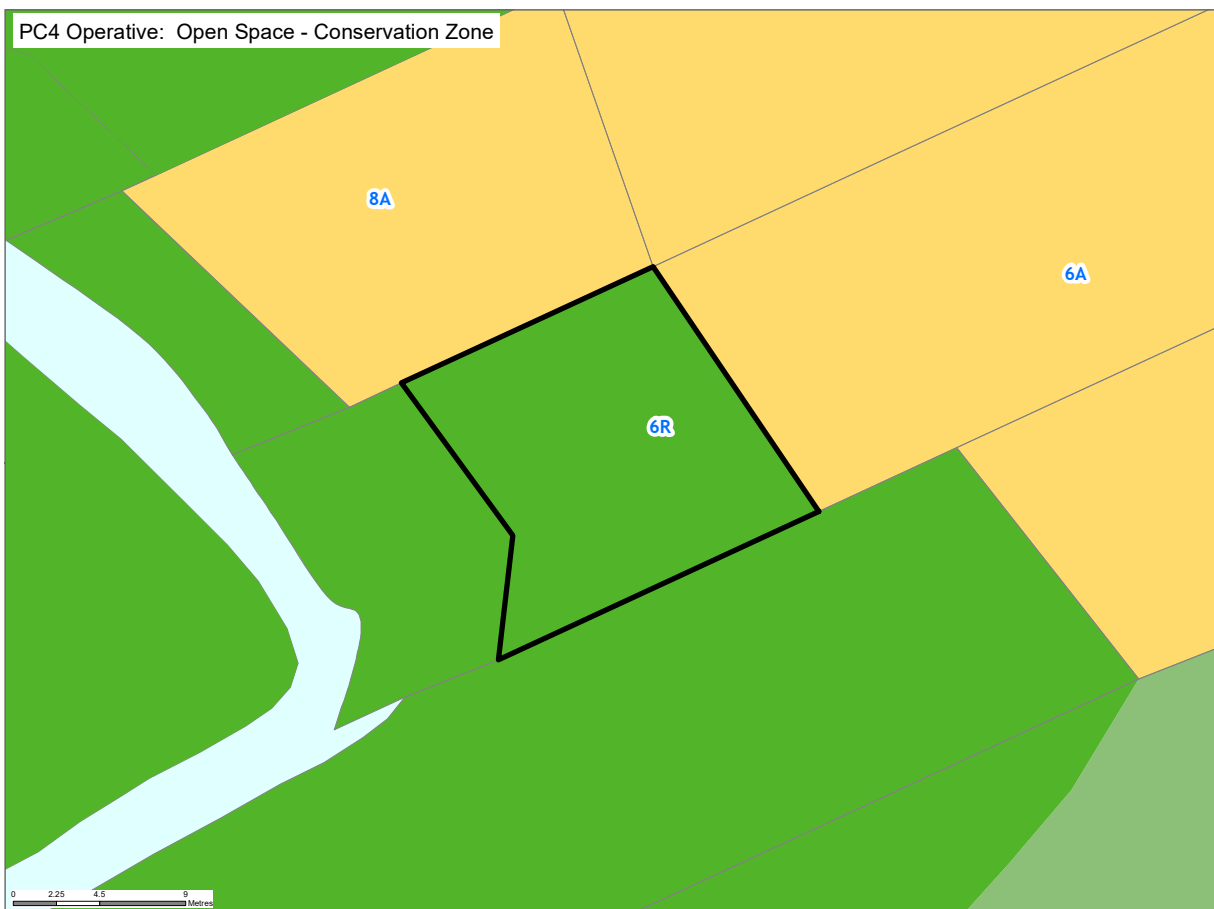 PC4 Operative: Open Space - Conservation Zone
8A
6A
6R
0 2.25 4.5 9
Metres